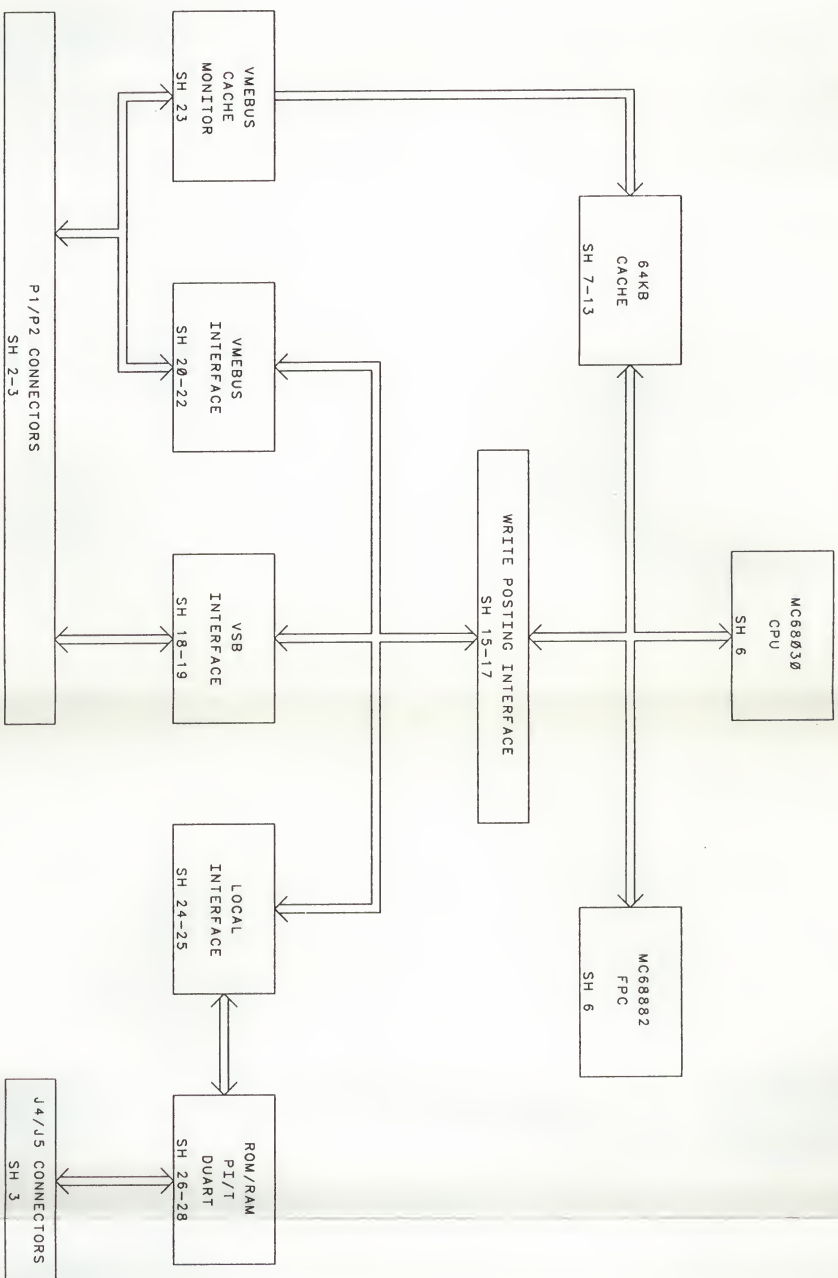 MC68030
CPU
SH 6
64KB
CACHE
SH 7-13
MC68882
FPC
SH 6
WRITE POSTING INTERFACE
SH 15-17
VMEBUS
CACHE
MONITOR
SH 23
VMEBUS
INTERFACE
SH 20-22
VSB
INTERFACE
SH 18-19
LOCAL
INTERFACE
SH 24-25
ROM/RAM
PI/T
DUART
SH 26-28
P1/P2 CONNECTORS
SH 2-3
J4/J5 CONNECTORS
SH 3